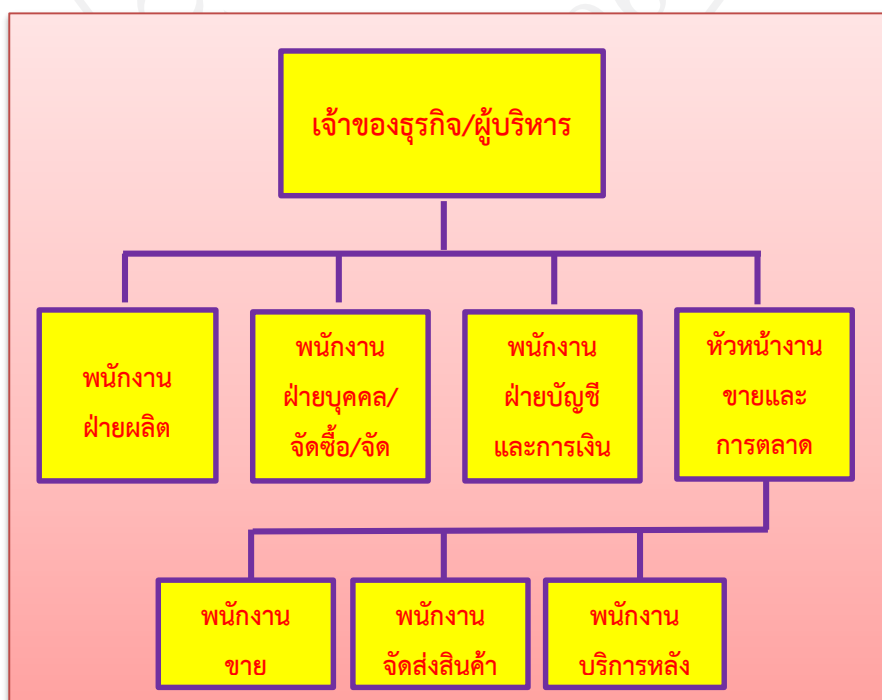 เจ้าของธุรกิจ/ผู้บริหาร
พนักงาน
ฝ่ายผลิต
พนักงาน
ฝ่ายบุคคล/
จัดซื้อ/จัด
พนักงาน
ฝ่ายบัญชี
และการเงิน
หัวหน้างาน
ขายและ
การตลาด
พนักงาน
ขาย
พนักงาน
จัดส่งสินค้า
พนักงาน
บริการหลัง